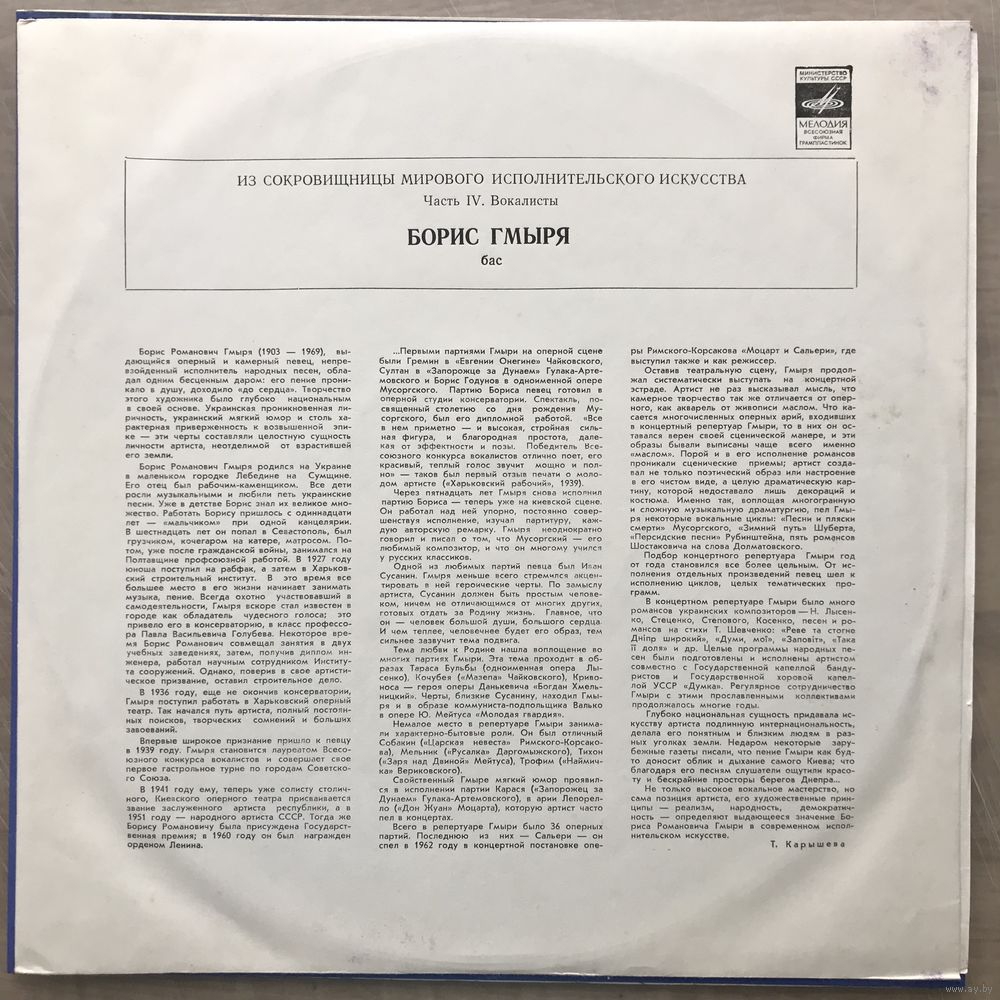 МИНИСТЕРСТВО
КУЛЬТУРЫ СССР
МЕЛОДИЯ
ВСЕСОЮЗНАЯ
ФИРМА
ГРАМПЛАСТИНОК
ИЗ СОКРОВИЩНИЦЫ МИРОВОГО ИСПОЛНИТЕЛЬСКОГО ИСКУССТВА
Часть IV. Вокалисты
БОРИС ГМЫРЯ
бас
Борис Романович Гмыря (1903 — 1969), вы-
дающийся оперный и камерный певец, непре-
взойденный исполнитель народных песен, обла-
дал одним бесценным даром: его пение прони-
кало в душу, доходило «до сердца». Творчество
этого художника было глубоко национальным
в своей основе. Украинская проникновенная ли-
ричность, украинский мягкий юмор и столь ха-
рактерная приверженность к возвышенной эпи-
ке — эти черты составляли целостную сущность
личности артиста, неотделимой от взрастившей
его земли.
Борис Романович Гмыря родился на Украине
в маленьком городке Лебедине на Сумщине.
Его отец был рабочим-каменщиком. Все дети
росли музыкальными и любили петь украинские
песни. Уже в детстве Борис знал их великое мно-
жество. Работать Борису пришлось с одиннадцати
лет — «мальчиком» при одной канцелярии.
В шестнадцать лет он попал в Севастополь, был
грузчиком, кочегаром на катере, матросом. По-
том, уже после гражданской войны, занимался на
Полтавщине профсоюзной работой. В 1927 году
юноша поступил на рабфак, а затем в Харьков-
ский строительный институт. В это время все
большее место в его жизни начинает занимать
музыка, пение. Всегда охотно участвовавший в
самодеятельности, Гмыря вскоре стал известен в
городе как обладатель чудесного голоса; это
привело его в консерваторию, в класс профессо-
ра Павла Васильевича Голубева. Некоторое вре-
мя Борис Романович совмещал занятия в двух
учебных заведениях, затем, получив диплом ин-
женера, работал научным сотрудником Институ-
та сооружений. Однако, поверив в свое артисти-
ческое призвание, оставил строительное дело.
В 1936 году, еще не окончив консерватории,
Гмыря поступил работать в Харьковский оперный
театр. Так начался путь артиста, полный постоян-
ных поисков, творческих сомнений и больших
завоеваний.
Впервые широкое признание пришло к певцу
в 1939 году. Гмыря становится лауреатом Всесо-
юзного конкурса вокалистов и совершает свое
первое гастрольное турне по городам Советско-
го Союза.
В 1941 году ему, теперь уже солисту столич-
ного, Киевского оперного театра присваивается
звание заслуженного артиста республики, а в
1951 году — народного артиста СССР. Тогда же
Борису Романовичу была присуждена Государст-
венная премия; в 1960 году он был награжден
орденом Ленина.
...Первыми партиями Гмыри на оперной сцене
были Гремин в «Евгении Онегине» Чайковского,
Султан в «Запорожце за Дунаем» Гулака-Арте-
мовского и Борис Годунов в одноименной опере
Мусоргского. Партию Бориса певец готовил в
оперной студии консерватории. Спектакль, по-
священный столетию со дня рождения Му-
соргского, был его дипломной работой. «Все
в нем приметно — и высокая, стройная силь-
ная фигура, и благородная простота, дале-
кая от эффектности и позы. Победитель Все-
союзного конкурса вокалистов отлично поет, его
красивый, теплый голос звучит мощно и пол-
но» — таков был первый отзыв печати о моло-
дом артисте («Харьковский рабочий», 1939).
Через пятнадцать лет Гмыря снова исполнил
партию Бориса — теперь уже на киевской сцене.
Он работал над ней упорно, постоянно совер-
шенствуя исполнение, изучал партитуру, каж-
дую авторскую ремарку. Гмыря неоднократно
говорил и писал о том, что Мусоргский — его
любимый композитор, и что он многому учился
у русских классиков.
Одной из любимых партий певца был Иван
Сусанин. Гмыря меньше всего стремился акцен-
тировать в ней героические черты. По замыслу
артиста, Сусанин должен быть простым челове-
ком, ничем не отличающимся от многих других,
готовых отдать за Родину жизнь. Главное, что
он — человек большой души, большого сердца.
И чем теплее, человечнее будет его образ, тем
сильнее зазвучит тема подвига.
Тема любви к Родине нашла воплощение во
многих партиях Гмыри. Эта тема проходит в об-
разах Тараса Бульбы (одноименная опера Лы-
сенко), Кочубея («Мазепа» Чайковского), Криво-
носа — героя оперы Данькевича «Богдан Хмель-
ницкий». Черты, близкие Сусанину, находил Гмы-
ря и в образе коммуниста-подпольщика Валько
в опере Ю. Мейтуса «Молодая гвардия».
Немалое место в репертуаре Гмыри занима-
ли характерно-бытовые роли. Он был отличный
Собакин («Царская невеста» Римского-Корсако-
ва), Мельник («Русалка» Даргомыжского), Тихон
(«Заря над Двиной» Мейтуса), Трофим («Наймич-
ка» Вериковского).
Свойственный Гмыре мягкий юмор проявил-
ся в исполнении партии Карася («Запорожец за
Дунаем» Гулака-Артемовского), в арии Лепорел-
ло («Дон Жуан» Моцарта), которую артист часто
пел в концертах.
Всего в репертуаре Гмыри было 36 оперных
партий. Последнюю из них — Сальери — он
спел в 1962 году в концертной постановке опе-
ры Римского-Корсакова «Моцарт и Сальери», где
выступил также и как режиссер.
Оставив театральную сцену, Гмыря продол-
жал систематически выступать на концертной
эстраде. Артист не раз высказывал мысль, что
камерное творчество так же отличается от опер-
ного, как акварель от живописи маслом. Что ка-
сается многочисленных оперных арий, входивших
в концертный репертуар Гмыри, то в них он ос-
тавался верен своей сценической манере, и эти
образы бывали выписаны чаще всего именно
«маслом». Порой и в его исполнение романсов
проникали сценические приемы; артист созда-
вал не только поэтический образ или настроение
в его чистом виде, а целую драматическую кар-
тину, которой недоставало лишь декораций и
костюма. Именно так, воплощая многогранную
и сложную музыкальную драматургию, пел Гмы-
ря некоторые вокальные циклы: «Песни и пляски
смерти» Мусоргского, «Зимний путь» Шуберта,
«Персидские песни» Рубинштейна, пять романсов
Шостаковича на слова Долматовского.
Подбор концертного репертуара Гмыри год
от года становился все более цельным. От ис-
полнения отдельных произведений певец шел к
исполнению циклов, целых тематических про-
грамм.
В концертном репертуаре Гмыри было много
романсов украинских композиторов — Н. Лысен-
ко, Стеценко, Степового, Косенко, песен и ро-
мансов на стихи Т. Шевченко: «Реве та стогне
Дніпр широкий», «Думи, мої», «Заповіт», «Така
її доля» и др. Целые программы народных пе-
сен были подготовлены и исполнены артистом
совместно с Государственной капеллой банду-
ристов и Государственной хоровой капел-
лой УССР «Думка». Регулярное сотрудничество
Гмыри с этими прославленными коллективами
продолжалось многие годы.
Глубоко национальная сущность придавала ис-
кусству артиста подлинную интернациональность,
делала его понятным и близким людям в раз-
ных уголках земли. Недаром некоторые зару-
бежные газеты писали, что пение Гмыри как буд-
то доносит облик и дыхание самого Киева; что
благодаря его песням слушатели ощутили красо-
ту и бескрайние просторы берегов Днепра...
Не только высокое вокальное мастерство, но
сама позиция артиста, его художественные прин-
ципы — реализм, народность, демократич-
ность — определяют выдающееся значение Бо-
риса Романовича Гмыри в современном испол-
нительском искусстве.
Т. Карышева
www.ay.by